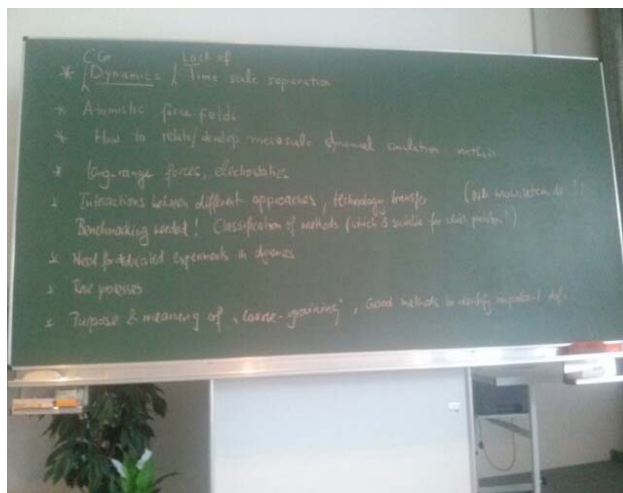 CG Lack of
* Dynamics / Time scale separation
* Atomistic force fields
* How to relate/develop mesoscale dynamical simulation methods
* long-range forces, electrostatics
* Interactions between different approaches, technology transfer
Benchmarking needed! Classification of methods (which is suitable for which problem?)
* Need for dedicated experiments in dynamics
* Rare processes
* Purpose & meaning of "coarse-graining", Good methods to identify important dof.